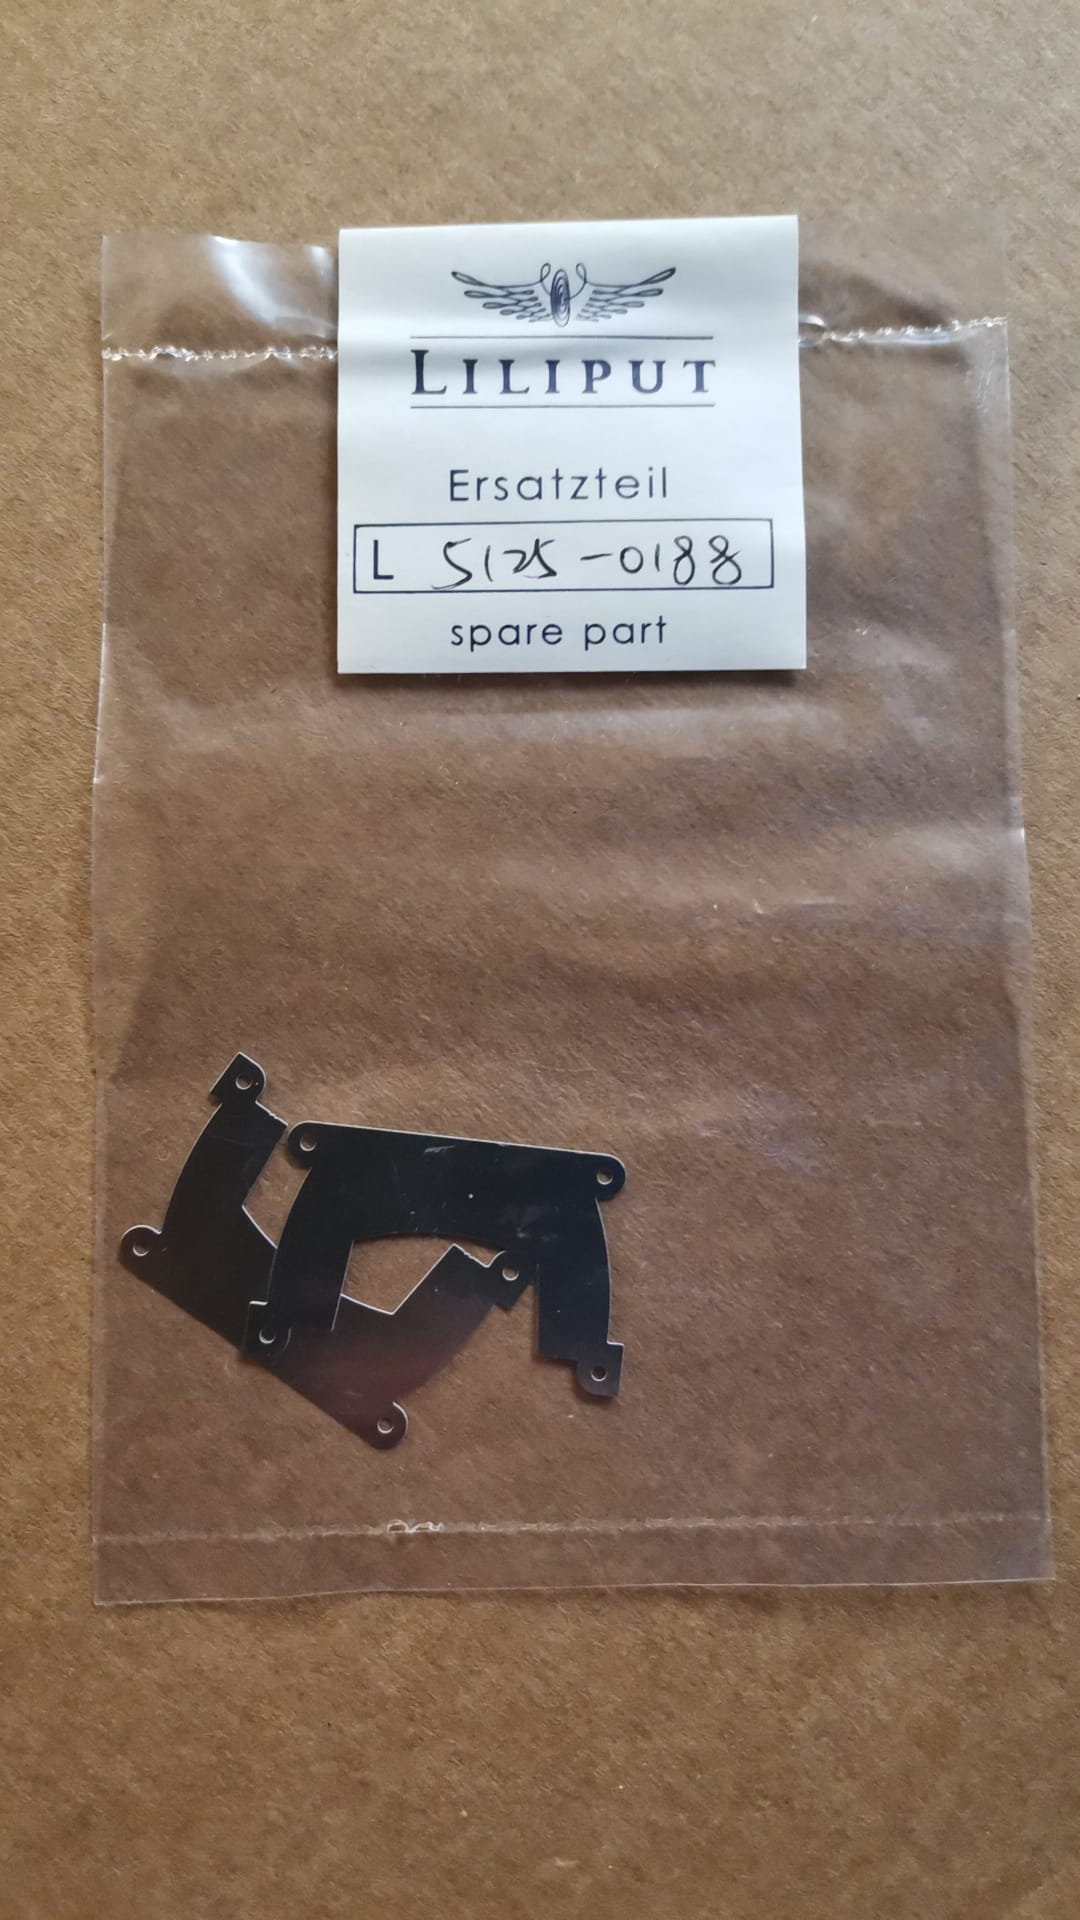 LILIPUT
Ersatzteil
L 5125-0188
spare part